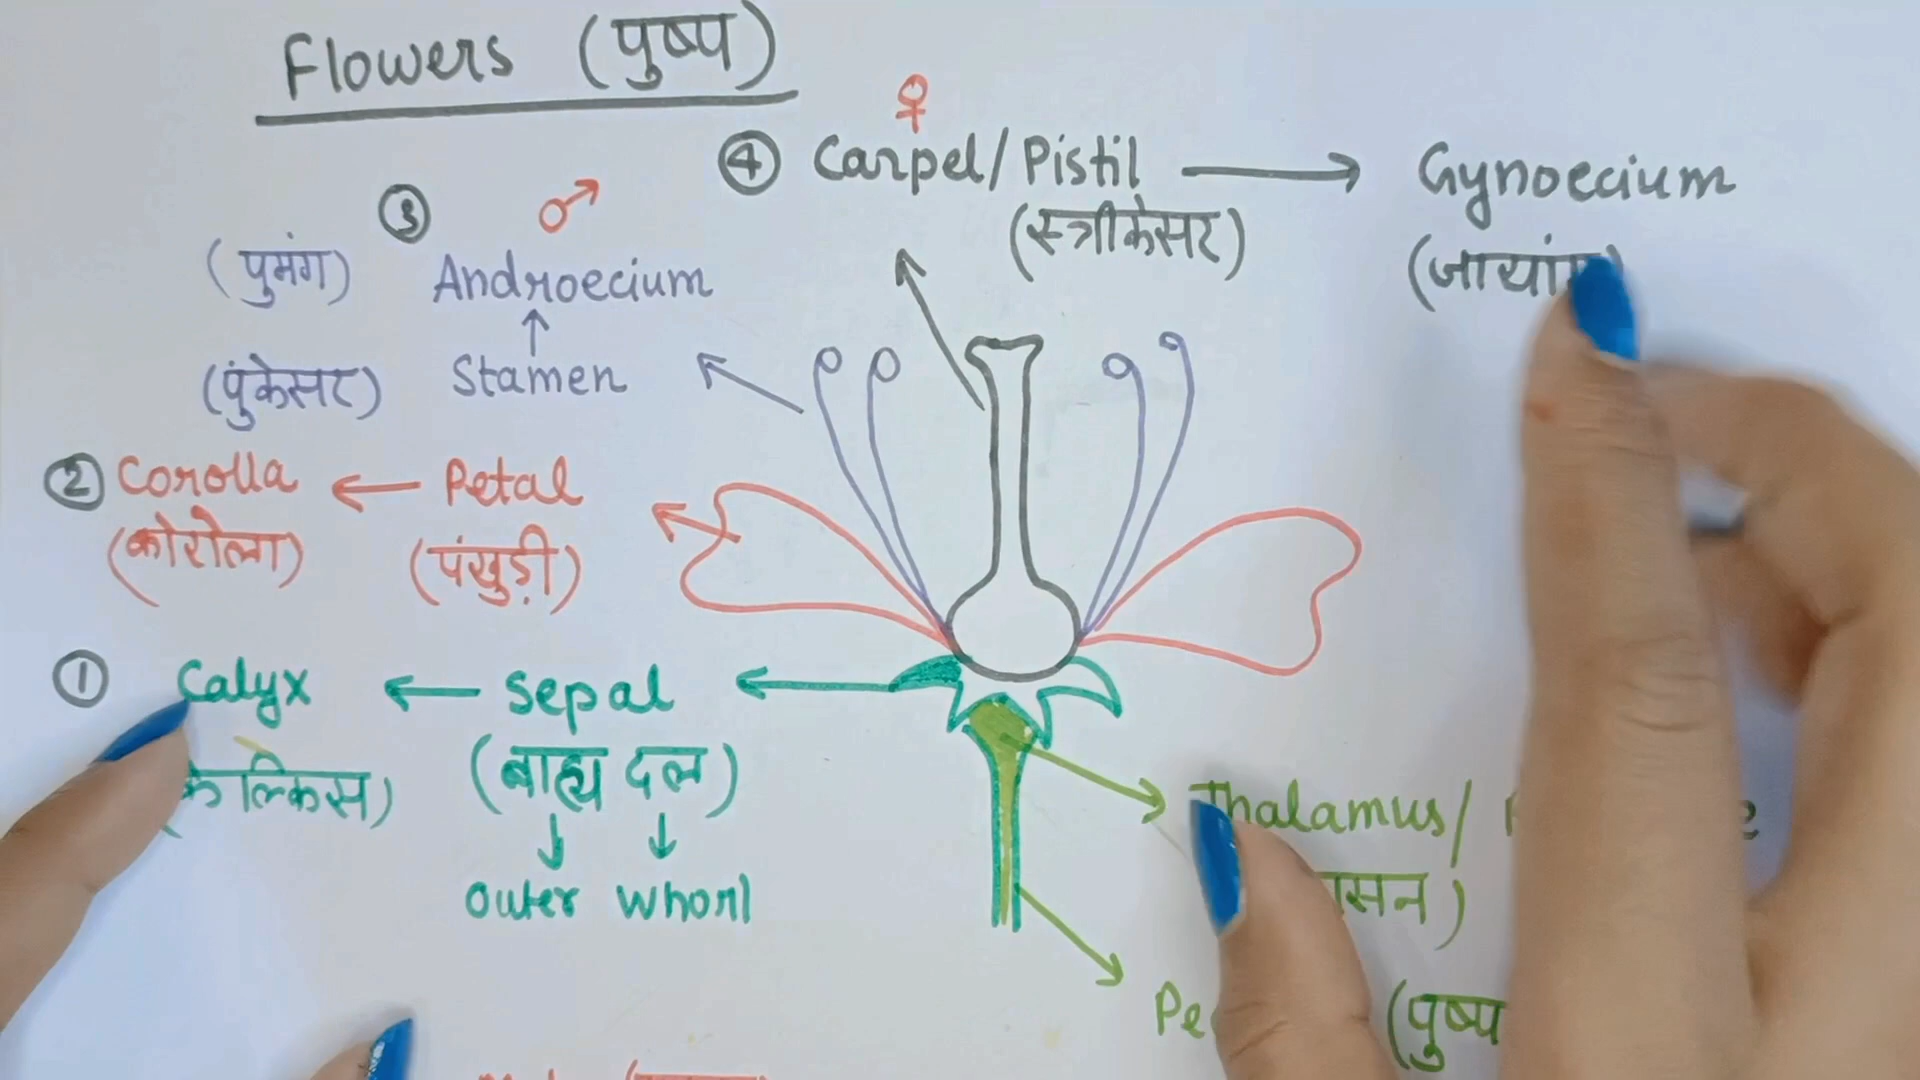 Flowers (पुष्प)
♀
④ Carpel/Pistil → Gynoecium
(स्त्रीकेसर)
③ ♂
(पुमंग) Androecium
↑
(पुंकेसर) Stamen
② Corolla ← Petal
(कोरोला) (पंखुड़ी)
① Calyx ← Sepal
केल्किस) (बाह्य दल)
Outer Whorl
Thalamus/
(पुष्प